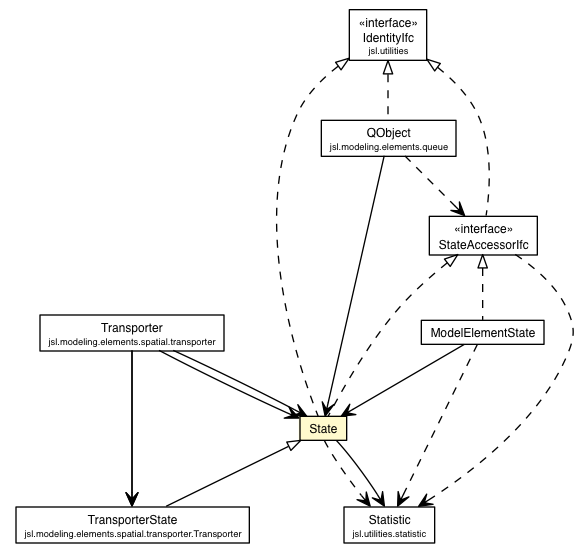 «interface»
IdentityIfc
jsl.utilities
QObject
jsl.modeling.elements.queue
«interface»
StateAccessorIfc
Transporter
jsl.modeling.elements.spatial.transporter
ModelElementState
State
TransporterState
jsl.modeling.elements.spatial.transporter.Transporter
Statistic
jsl.utilities.statistic